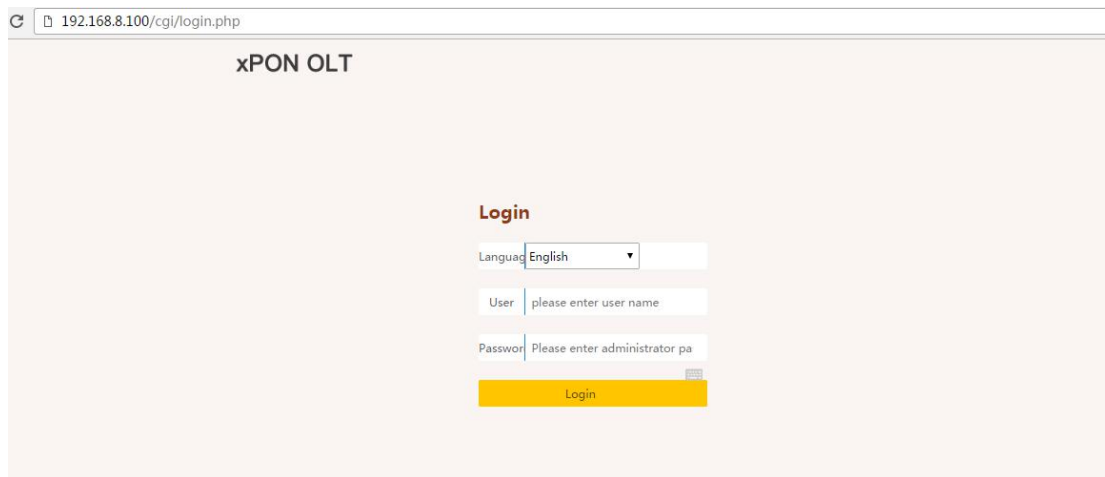 192.168.8.100/cgi/login.php
xPON OLT
Login
Languag English
User please enter user name
Passwor Please enter administrator pa
Login